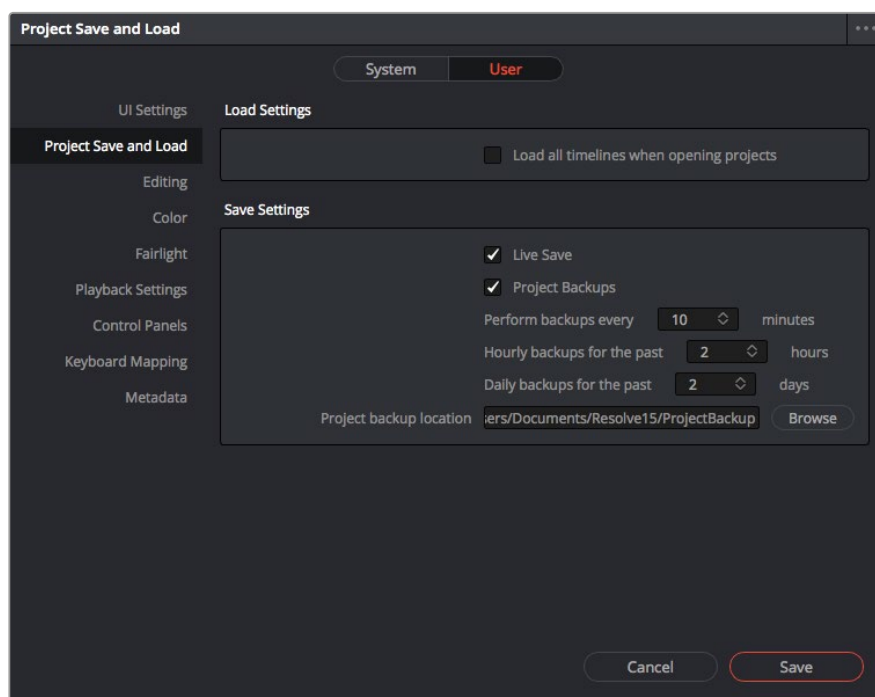 Project Save and Load
System User
UI Settings
Project Save and Load
Editing
Color
Fairlight
Playback Settings
Control Panels
Keyboard Mapping
Metadata
Load Settings
Load all timelines when opening projects
Save Settings
Live Save
Project Backups
Perform backups every 10 minutes
Hourly backups for the past 2 hours
Daily backups for the past 2 days
Project backup location ers/Documents/Resolve15/ProjectBackup Browse
Cancel Save